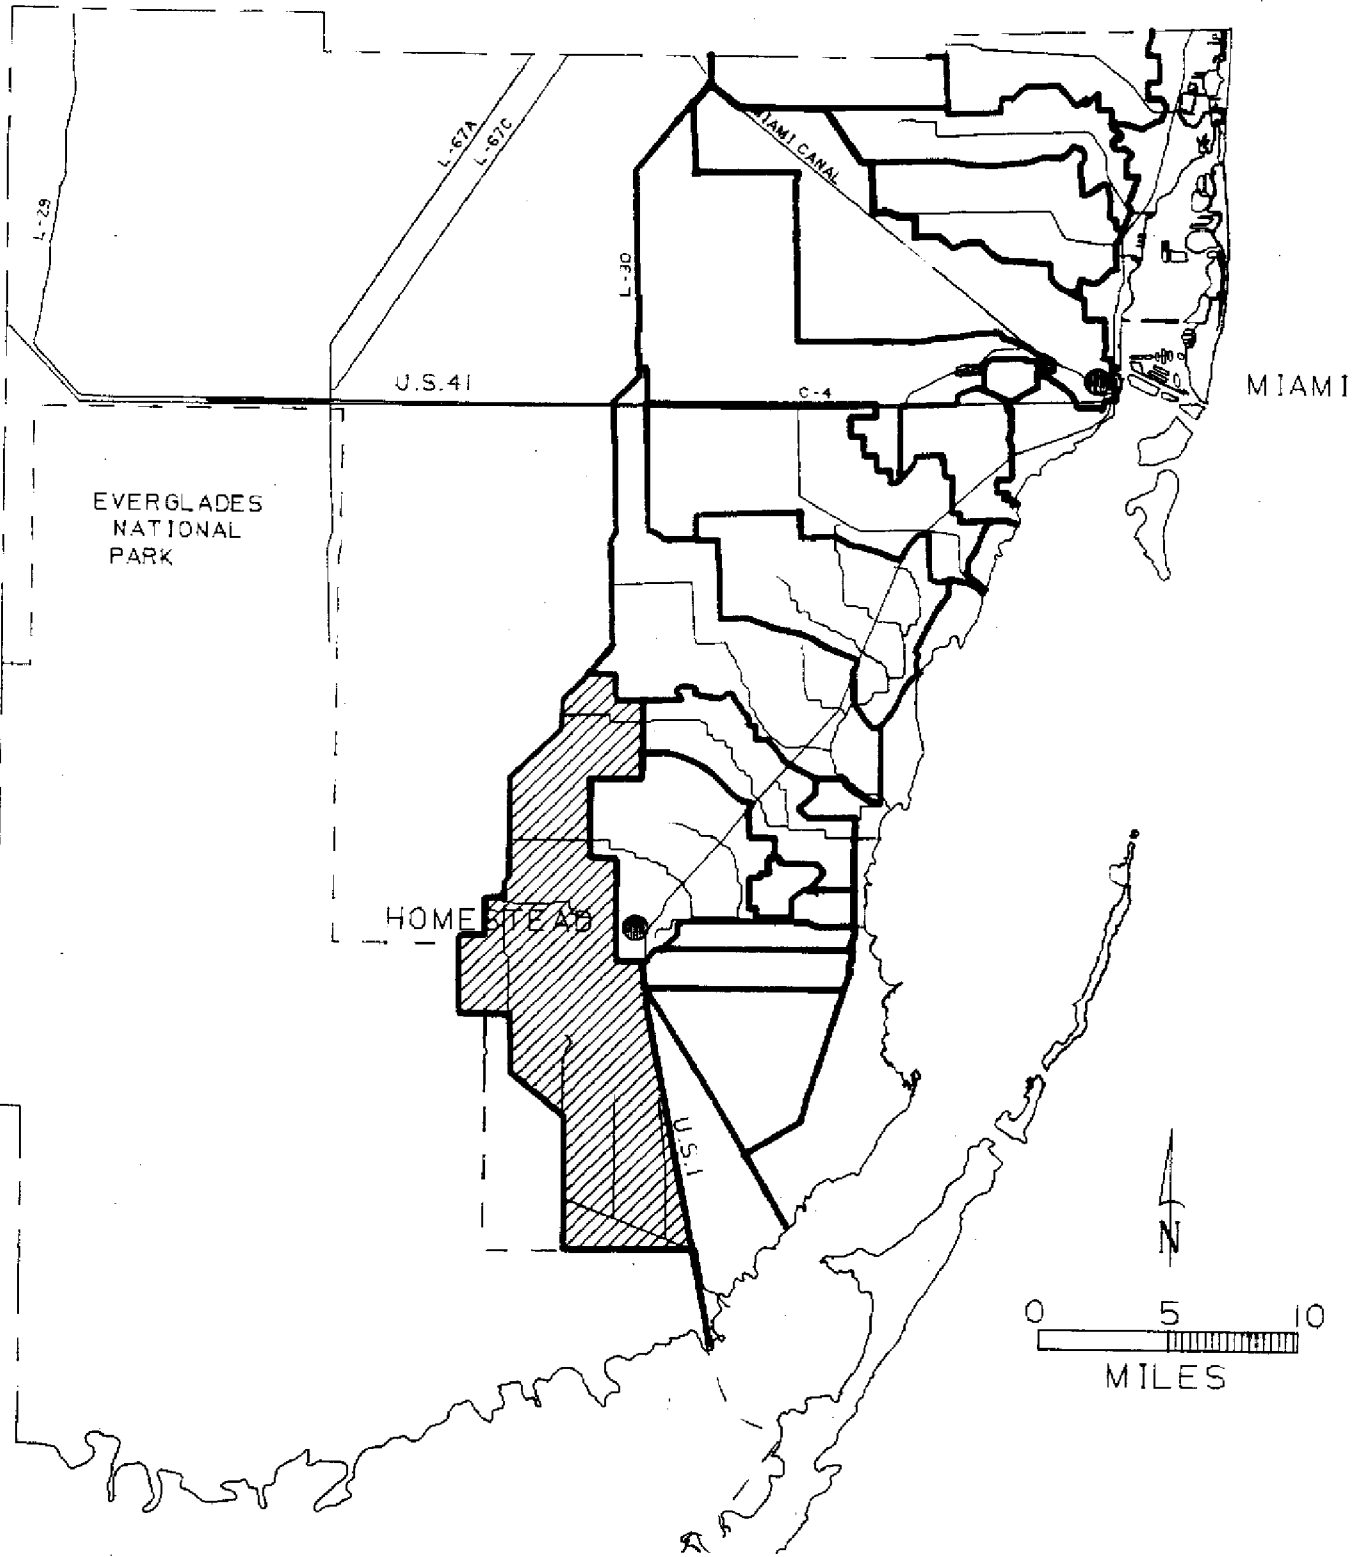 L-67A
L-67C
MIAMI CANAL
L-29
L-30
U.S.41
C-4
MIAMI
EVERGLADES
NATIONAL
PARK
HOMESTEAD
U.S.1
N
0 5 10
MILES